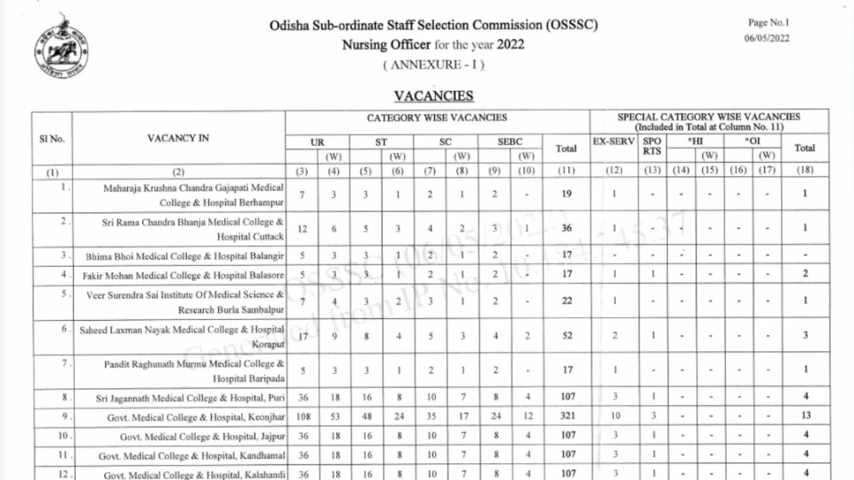 Odisha Sub-ordinate Staff Selection Commission (OSSSC)
Page No.1
Nursing Officer for the year 2022
06/05/2022
( ANNEXURE - I )
VACANCIES
Sl No. VACANCY IN CATEGORY WISE VACANCIES SPECIAL CATEGORY WISE VACANCIES
(Included in Total at Column No. 11)
UR ST SC SEBC Total EX-SERV SPO RTS *HI *OI Total
(W) (W) (W) (W) (W) (W)
(1) (2) (3) (4) (5) (6) (7) (8) (9) (10) (11) (12) (13) (14) (15) (16) (17) (18)
1. Maharaja Krushna Chandra Gajapati Medical
College & Hospital Berhampur 7 3 3 1 2 1 2 - 19 1 - - - - - 1
2. Sri Rama Chandra Bhanja Medical College &
Hospital Cuttack 12 6 5 3 4 2 3 1 36 1 - - - - - 1
3. Bhima Bhoi Medical College & Hospital Balangir 5 3 3 1 2 1 2 - 17 - - - - - - -
4. Fakir Mohan Medical College & Hospital Balasore 5 3 3 1 2 1 2 - 17 1 1 - - - - 2
5. Veer Surendra Sai Institute Of Medical Science &
Research Burla Sambalpur 7 4 3 2 3 1 2 - 22 1 - - - - - 1
6. Saheed Laxman Nayak Medical College & Hospital
Koraput 17 9 8 4 5 3 4 2 52 2 1 - - - - 3
7. Pandit Raghunath Murmu Medical College &
Hospital Baripada 5 3 3 1 2 1 2 - 17 1 - - - - - 1
8. Sri Jagannath Medical College & Hospital, Puri 36 18 16 8 10 7 8 4 107 3 1 - - - - 4
9. Govt. Medical College & Hospital, Keonjhar 108 53 48 24 35 17 24 12 321 10 3 - - - - 13
10. Govt. Medical College & Hospital, Jajpur 36 18 16 8 10 7 8 4 107 3 1 - - - - 4
11. Govt. Medical College & Hospital, Kandhamal 36 18 16 8 10 7 8 4 107 3 1 - - - - 4
12. Govt. Medical College & Hospital, Kalahandi 36 18 16 8 10 7 8 4 107 3 1 - - - - 4
OSSSC (06/05/2022)
Generated from IP No.